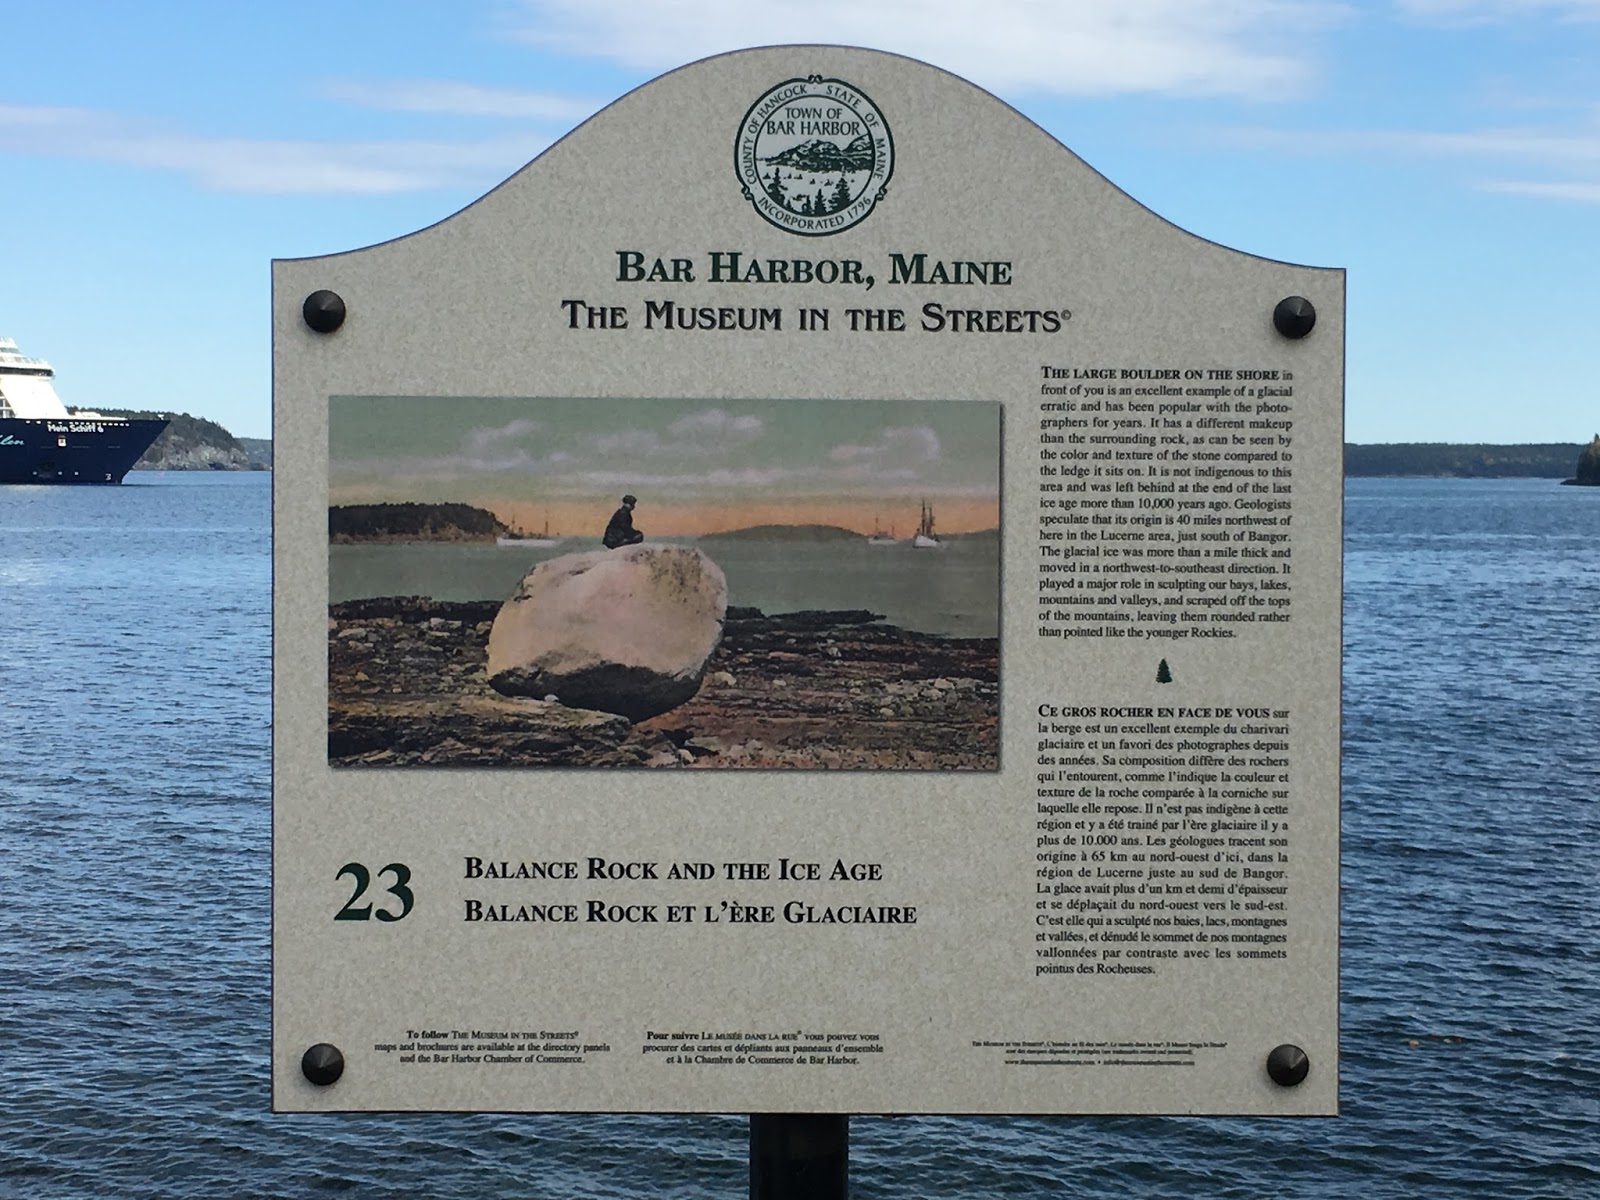 COUNTY OF HANCOCK · STATE OF MAINE
TOWN OF
BAR HARBOR
INCORPORATED 1796
BAR HARBOR, MAINE
THE MUSEUM IN THE STREETS©
Mein Schiff 6
THE LARGE BOULDER ON THE SHORE in
front of you is an excellent example of a glacial
erratic and has been popular with the photo-
graphers for years. It has a different makeup
than the surrounding rock, as can be seen by
the color and texture of the stone compared to
the ledge it sits on. It is not indigenous to this
area and was left behind at the end of the last
ice age more than 10,000 years ago. Geologists
speculate that its origin is 40 miles northwest of
here in the Lucerne area, just south of Bangor.
The glacial ice was more than a mile thick and
moved in a northwest-to-southeast direction. It
played a major role in sculpting our bays, lakes,
mountains and valleys, and scraped off the tops
of the mountains, leaving them rounded rather
than pointed like the younger Rockies.
CE GROS ROCHER EN FACE DE VOUS sur
la berge est un excellent exemple du charivari
glaciaire et un favori des photographes depuis
des années. Sa composition diffère des rochers
qui l'entourent, comme l'indique la couleur et
texture de la roche comparée à la corniche sur
laquelle elle repose. Il n'est pas indigène à cette
région et y a été trainé par l'ère glaciaire il y a
plus de 10.000 ans. Les géologues tracent son
origine à 65 km au nord-ouest d'ici, dans la
région de Lucerne juste au sud de Bangor.
La glace avait plus d'un km et demi d'épaisseur
et se déplaçait du nord-ouest vers le sud-est.
C'est elle qui a sculpté nos baies, lacs, montagnes
et vallées, et dénudé le sommet de nos montagnes
vallonnées par contraste avec les sommets
pointus des Rocheuses.
23
BALANCE ROCK AND THE ICE AGE
BALANCE ROCK ET L'ÈRE GLACIAIRE
To follow THE MUSEUM IN THE STREETS®
maps and brochures are available at the directory panels
and the Bar Harbor Chamber of Commerce.
Pour suivre LE MUSÉE DANS LA RUE® vous pouvez vous
procurer des cartes et dépliants aux panneaux d'ensemble
et à la Chambre de Commerce de Bar Harbor.